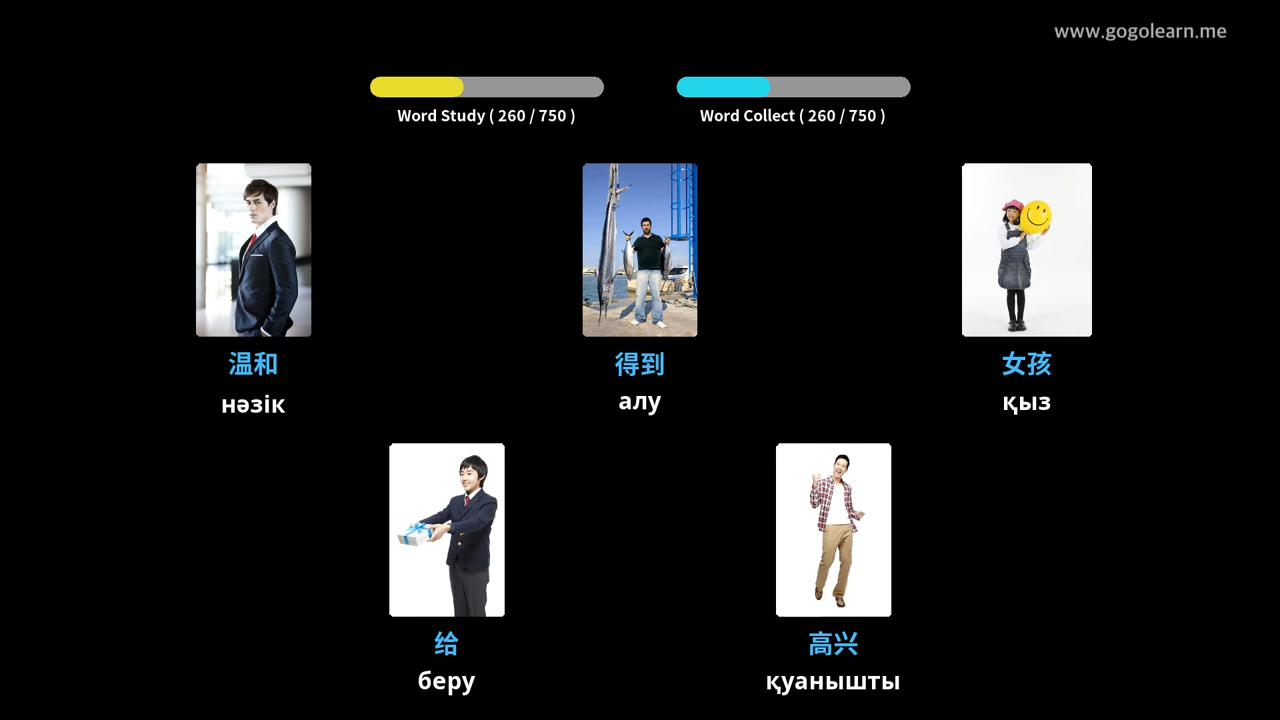 www.gogolearn.me
Word Study ( 260 / 750 )
Word Collect ( 260 / 750 )
温和
нәзік
得到
алу
女孩
қыз
给
беру
高兴
қуанышты